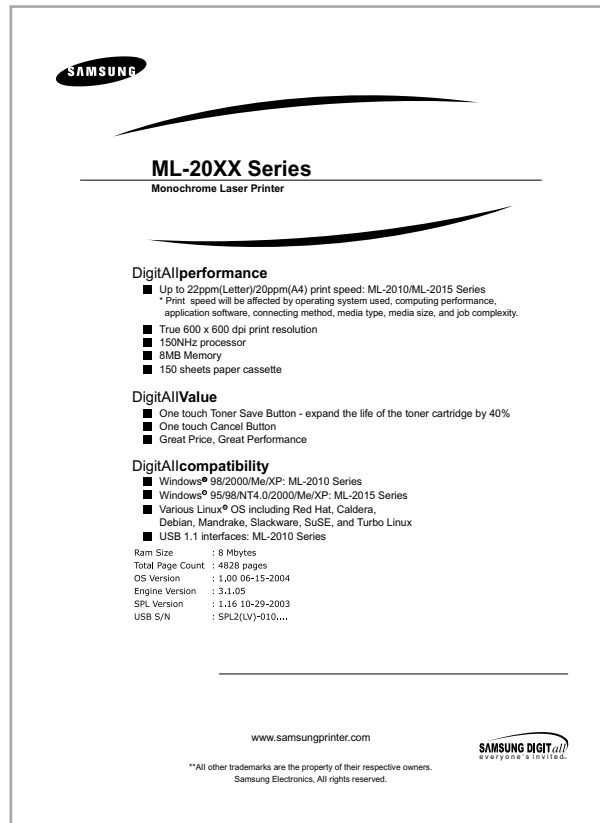 SAMSUNG
ML-20XX Series
Monochrome Laser Printer
DigitAllperformance
Up to 22ppm(Letter)/20ppm(A4) print speed: ML-2010/ML-2015 Series
* Print speed will be affected by operating system used, computing performance,
application software, connecting method, media type, media size, and job complexity.
True 600 x 600 dpi print resolution
150NHz processor
8MB Memory
150 sheets paper cassette
DigitAllValue
One touch Toner Save Button - expand the life of the toner cartridge by 40%
One touch Cancel Button
Great Price, Great Performance
DigitAllcompatibility
Windows® 98/2000/Me/XP: ML-2010 Series
Windows® 95/98/NT4.0/2000/Me/XP: ML-2015 Series
Various Linux® OS including Red Hat, Caldera,
Debian, Mandrake, Slackware, SuSE, and Turbo Linux
USB 1.1 interfaces: ML-2010 Series
Ram Size : 8 Mbytes
Total Page Count : 4828 pages
OS Version : 1.00 06-15-2004
Engine Version : 3.1.05
SPL Version : 1.16 10-29-2003
USB S/N : SPL2(LV)-010....
www.samsungprinter.com
SAMSUNG DIGITall
everyone's invited™
**All other trademarks are the property of their respective owners.
Samsung Electronics, All rights reserved.